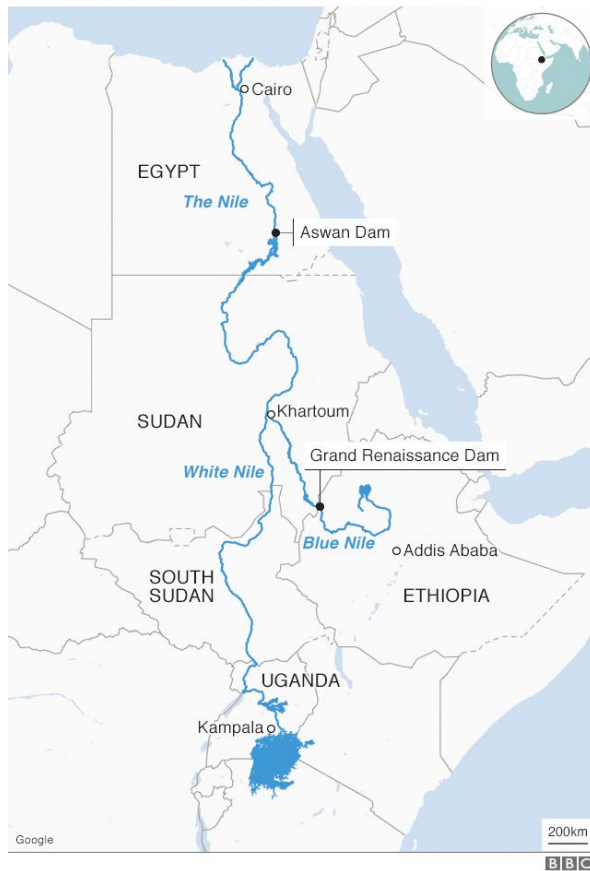 Cairo
EGYPT
The Nile
Aswan Dam
Khartoum
SUDAN
Grand Renaissance Dam
White Nile
Blue Nile
Addis Ababa
SOUTH
SUDAN
ETHIOPIA
UGANDA
Kampala
Google
200km
BBC